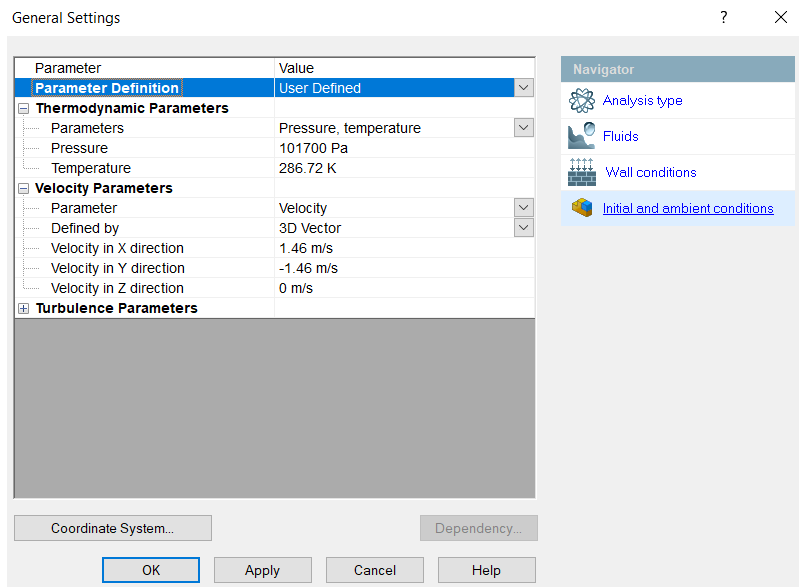 General Settings
?
Parameter Value
Parameter Definition User Defined
Thermodynamic Parameters
Parameters Pressure, temperature
Pressure 101700 Pa
Temperature 286.72 K
Velocity Parameters
Parameter Velocity
Defined by 3D Vector
Velocity in X direction 1.46 m/s
Velocity in Y direction -1.46 m/s
Velocity in Z direction 0 m/s
Turbulence Parameters
Navigator
Analysis type
Fluids
Wall conditions
Initial and ambient conditions
Coordinate System... Dependency...
OK Apply Cancel Help